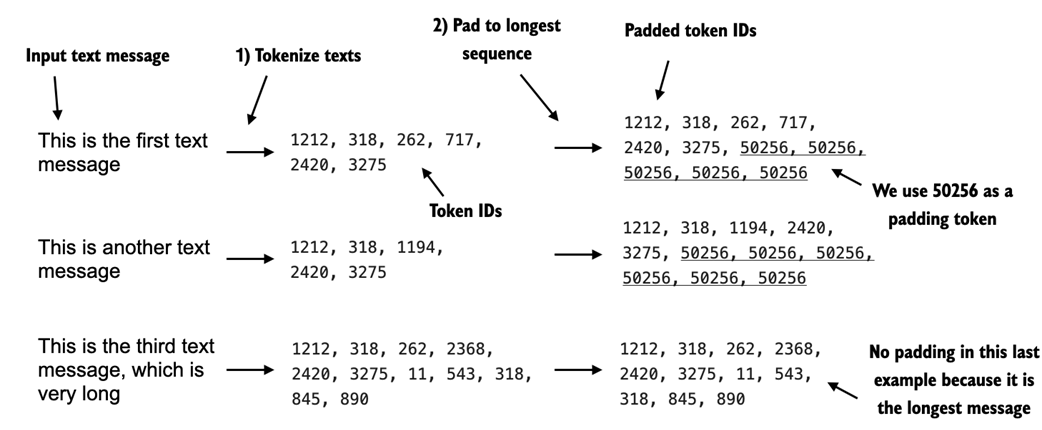 Input text message
1) Tokenize texts
2) Pad to longest
sequence
Padded token IDs
This is the first text
message
1212, 318, 262, 717,
2420, 3275
Token IDs
1212, 318, 262, 717,
2420, 3275, 50256, 50256,
50256, 50256, 50256
We use 50256 as a
padding token
This is another text
message
1212, 318, 1194,
2420, 3275
1212, 318, 1194, 2420,
3275, 50256, 50256, 50256,
50256, 50256, 50256
This is the third text
message, which is
very long
1212, 318, 262, 2368,
2420, 3275, 11, 543, 318,
845, 890
1212, 318, 262, 2368,
2420, 3275, 11, 543,
318, 845, 890
No padding in this last
example because it is
the longest message